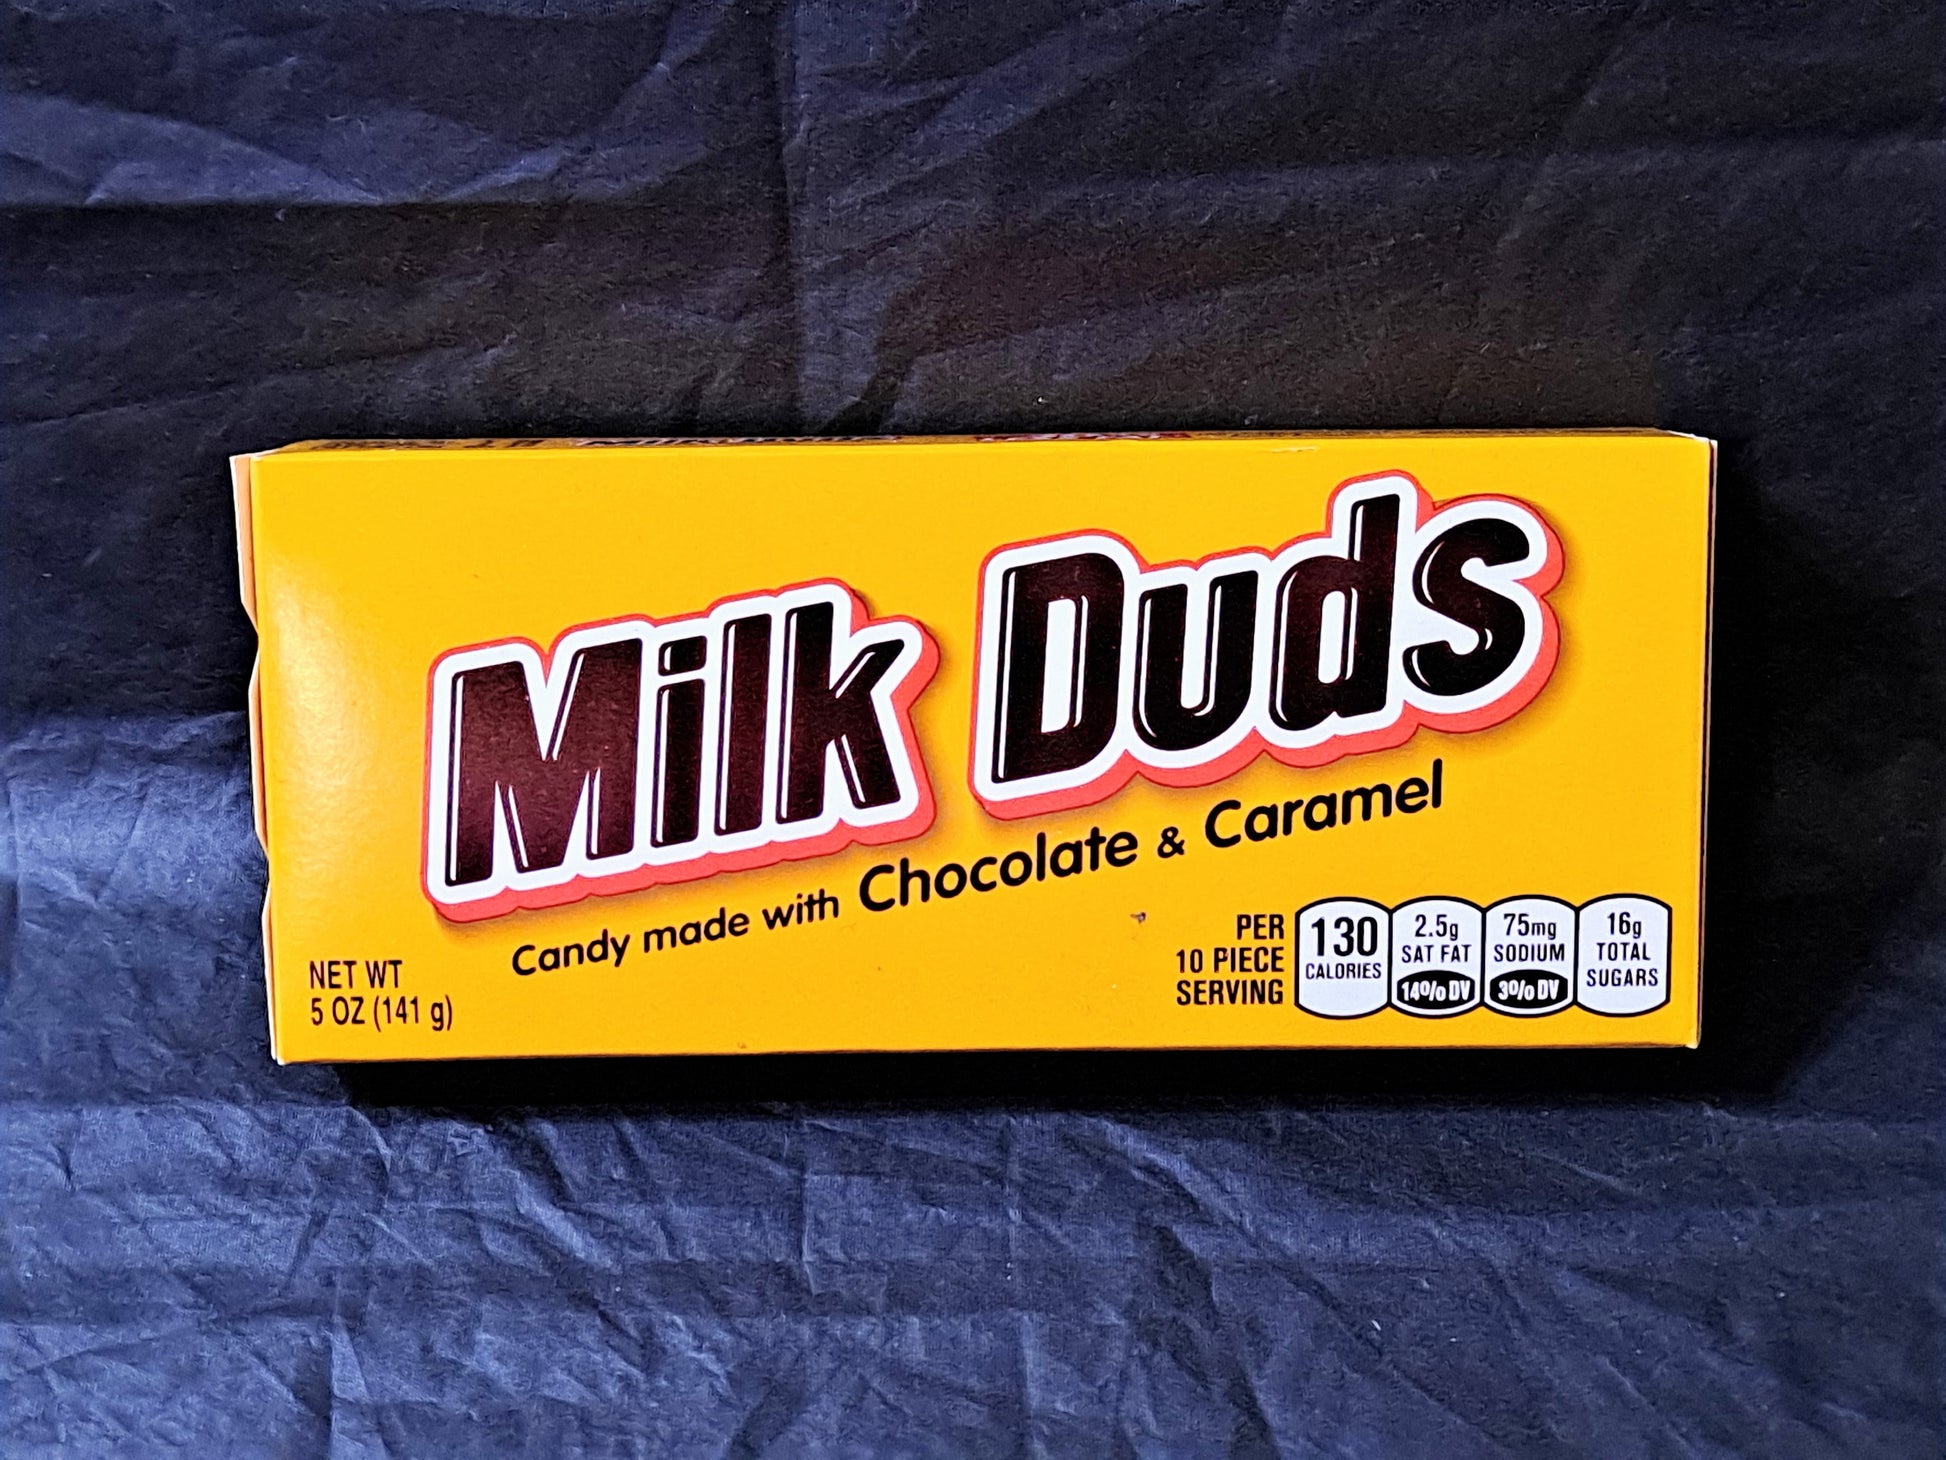 Milk Duds
Candy made with Chocolate & Caramel
NET WT
5 OZ (141 g)
PER
10 PIECE
SERVING
130
CALORIES
2.5g
SAT FAT
14% DV
75mg
SODIUM
3% DV
16g
TOTAL
SUGARS